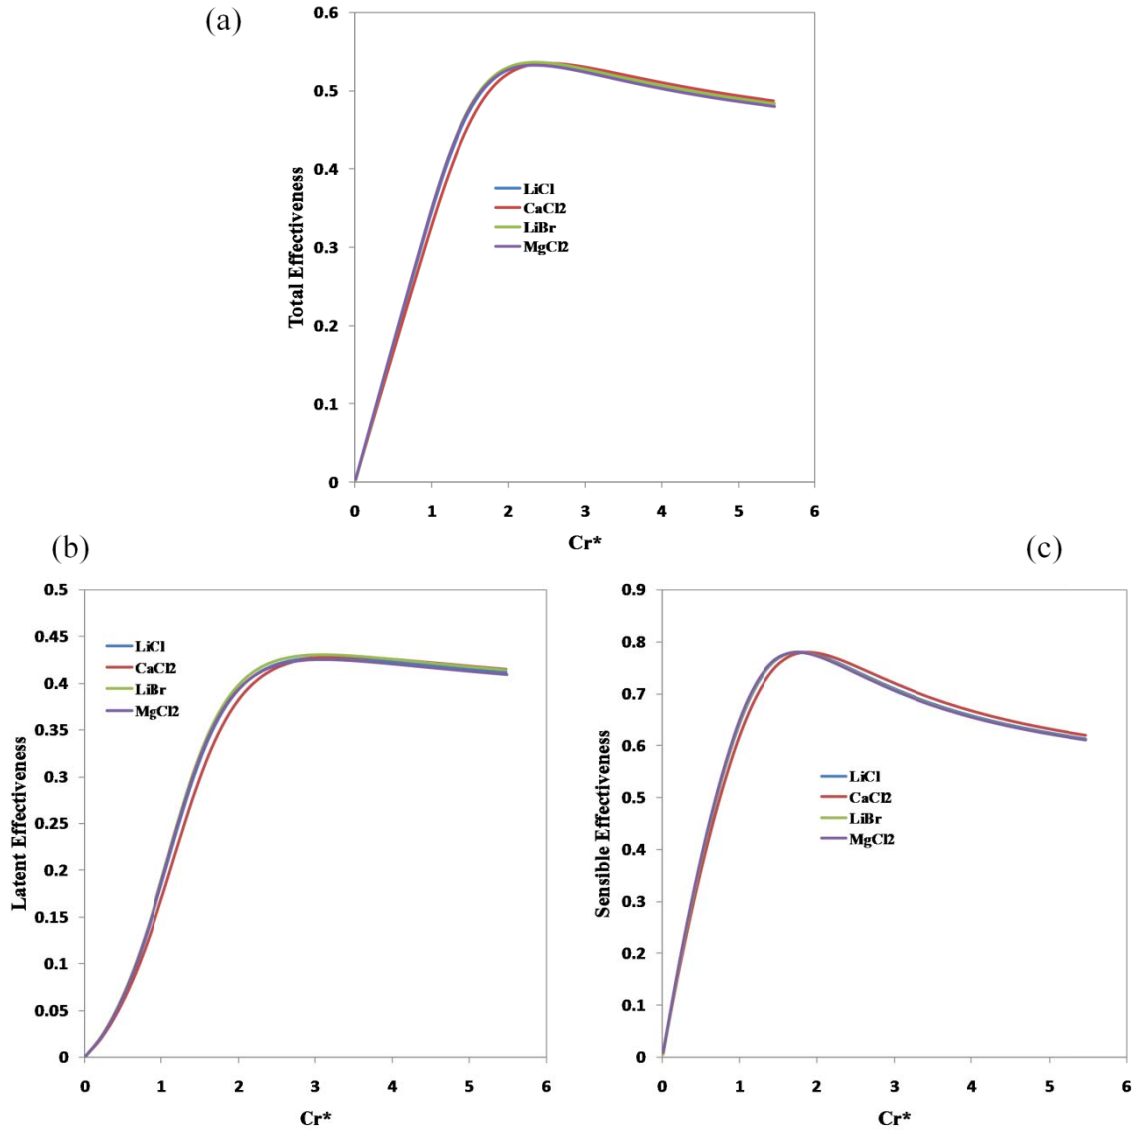 (a)
0.6
0.5
0.4
0.3
0.2
0.1
0
Total Effectiveness
LiCl
CaCl2
LiBr
MgCl2
0 1 2 3 4 5 6
Cr*
(b)
0.5
0.45
0.4
0.35
0.3
0.25
0.2
0.15
0.1
0.05
0
Latent Effectiveness
LiCl
CaCl2
LiBr
MgCl2
0 1 2 3 4 5 6
Cr*
(c)
0.9
0.8
0.7
0.6
0.5
0.4
0.3
0.2
0.1
0
Sensible Effectiveness
LiCl
CaCl2
LiBr
MgCl2
0 1 2 3 4 5 6
Cr*